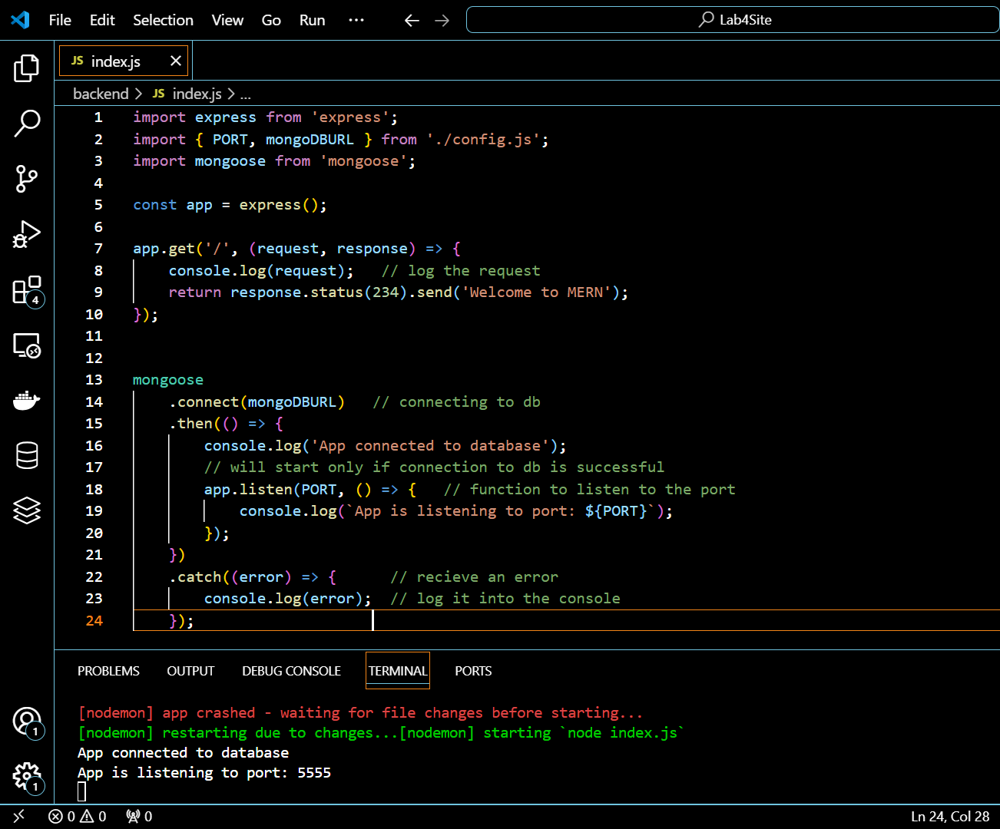 File Edit Selection View Go Run ··· Lab4Site
JS index.js
backend > JS index.js > ...
1 import express from 'express';
2 import { PORT, mongoDBURL } from './config.js';
3 import mongoose from 'mongoose';
4
5 const app = express();
6
7 app.get('/', (request, response) => {
8 console.log(request); // log the request
9 return response.status(234).send('Welcome to MERN');
10 });
11
12
13 mongoose
14 .connect(mongoDBURL) // connecting to db
15 .then(() => {
16 console.log('App connected to database');
17 // will start only if connection to db is successful
18 app.listen(PORT, () => { // function to listen to the port
19 console.log(`App is listening to port: ${PORT}`);
20 });
21 })
22 .catch((error) => { // recieve an error
23 console.log(error); // log it into the console
24 });
4
PROBLEMS OUTPUT DEBUG CONSOLE TERMINAL PORTS
[nodemon] app crashed - waiting for file changes before starting...
[nodemon] restarting due to changes...[nodemon] starting `node index.js`
App connected to database
App is listening to port: 5555
1
1
0 0 0 Ln 24, Col 28